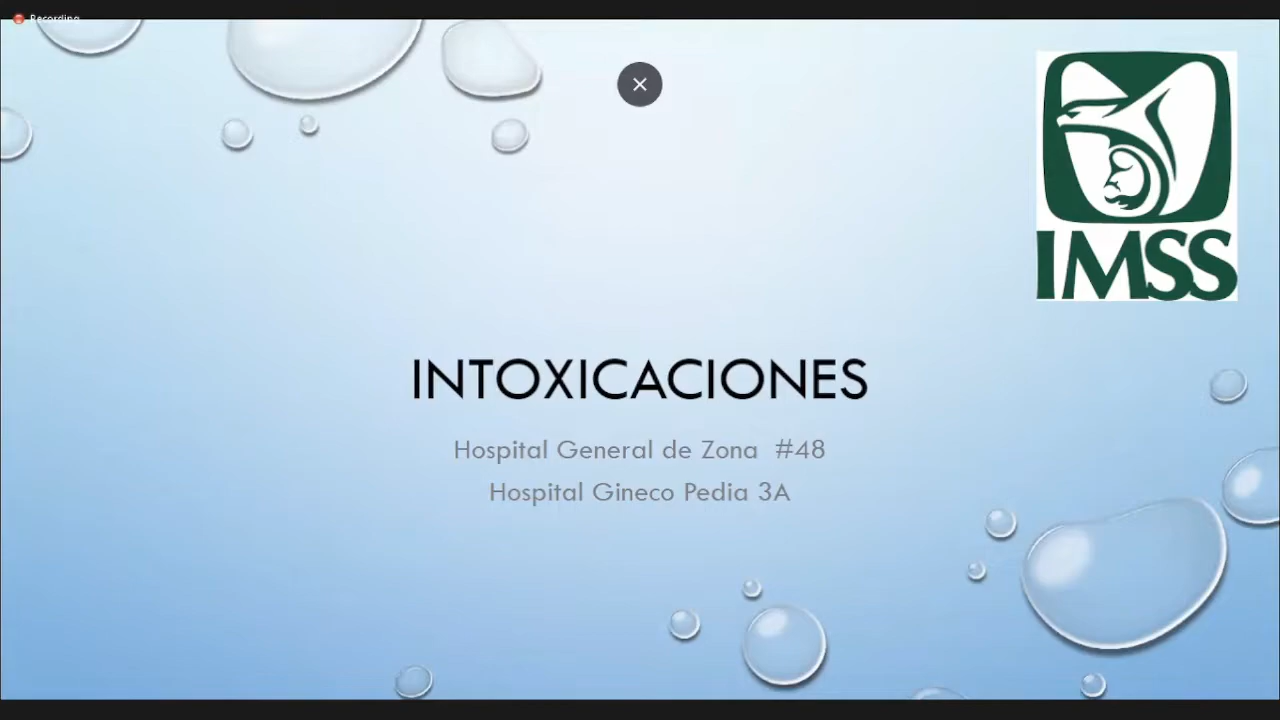 Recording
IMSS
INTOXICACIONES
Hospital General de Zona #48
Hospital Gineco Pedia 3A